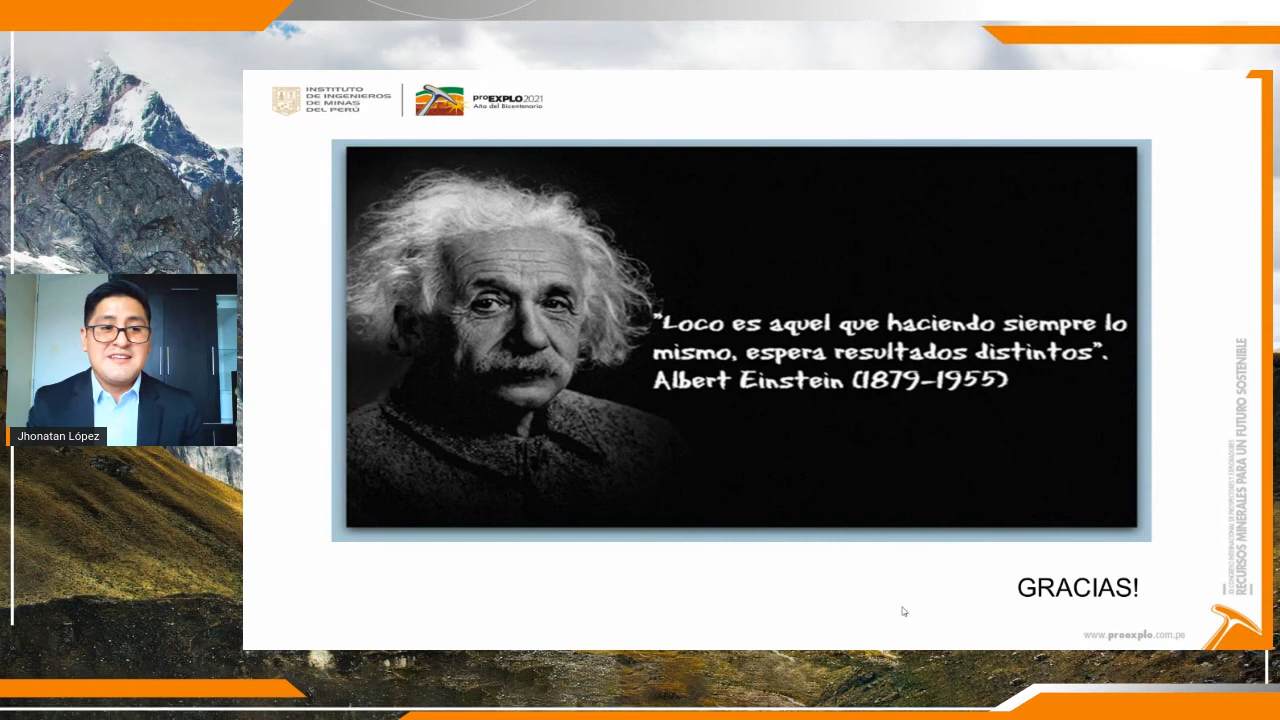 INSTITUTO
DE INGENIEROS
DE MINAS
DEL PERÚ
proEXPLO2021
Año del Bicentenario
"Loco es aquel que haciendo siempre lo
mismo, espera resultados distintos".
Albert Einstein (1879-1955)
Jhonatan López
GRACIAS!
www.proexplo.com.pe
RECURSOS MINERALES PARA UN FUTURO SOSTENIBLE